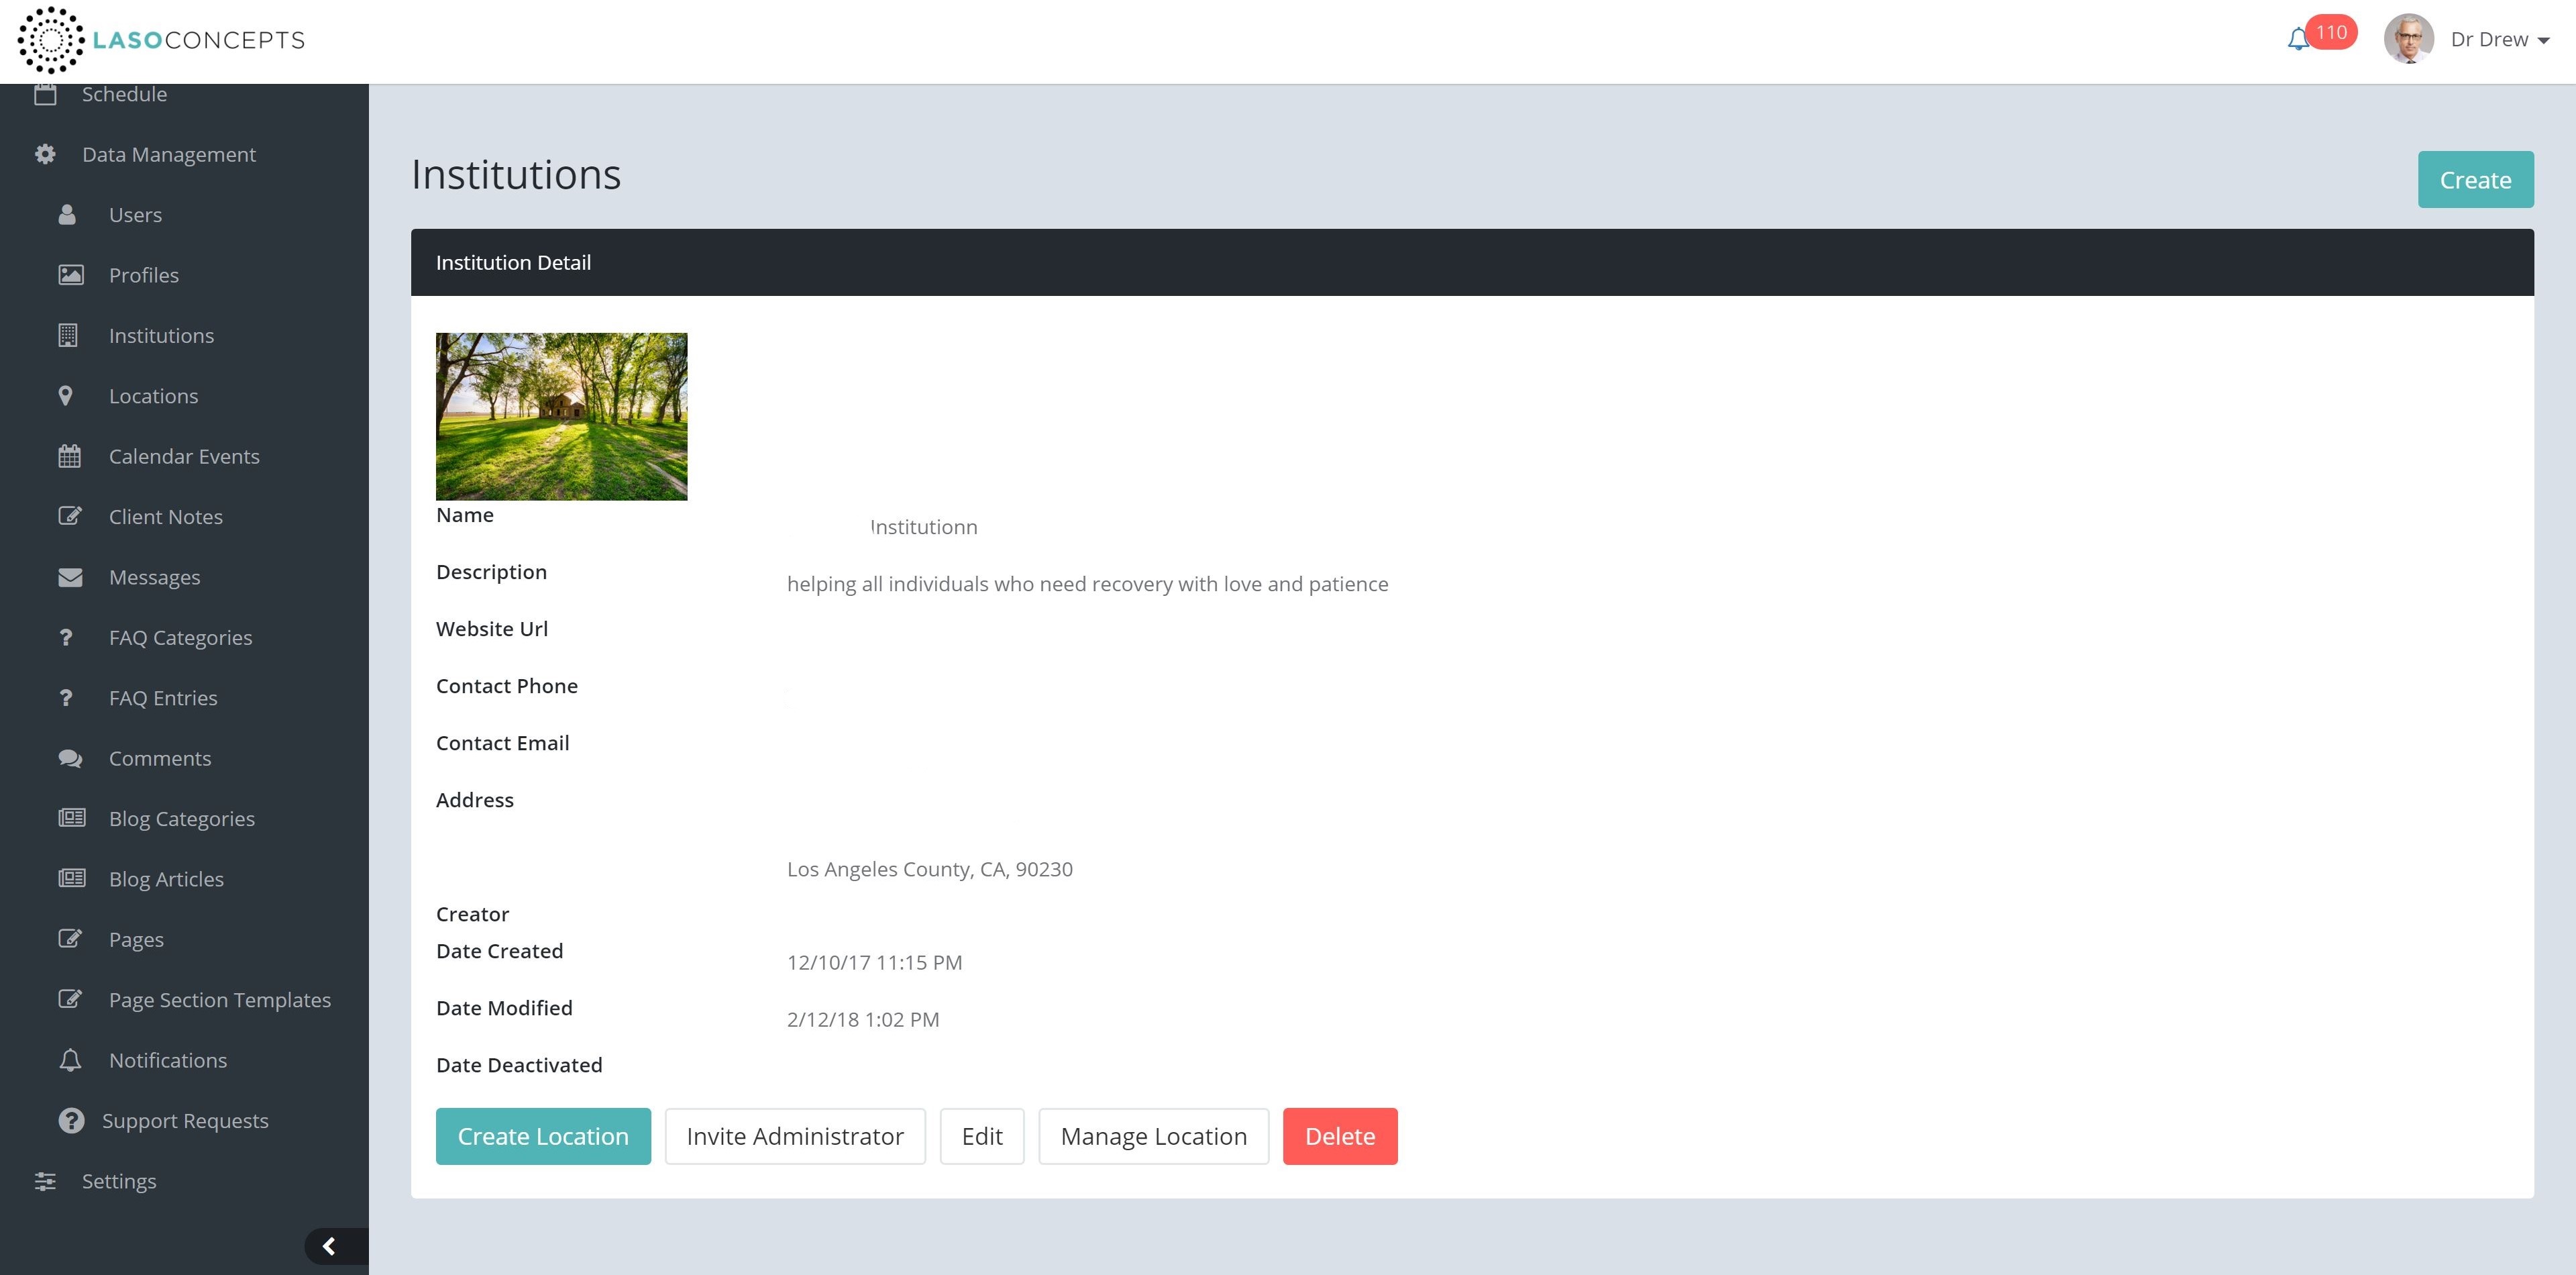 LASOCONCEPTS
110
Dr Drew
Schedule
Data Management
Users
Profiles
Institutions
Locations
Calendar Events
Client Notes
Messages
FAQ Categories
FAQ Entries
Comments
Blog Categories
Blog Articles
Pages
Page Section Templates
Notifications
Support Requests
Settings
Institutions
Create
Institution Detail
Name
Institutionn
Description
helping all individuals who need recovery with love and patience
Website Url
Contact Phone
Contact Email
Address
Los Angeles County, CA, 90230
Creator
Date Created
12/10/17 11:15 PM
Date Modified
2/12/18 1:02 PM
Date Deactivated
Create Location
Invite Administrator
Edit
Manage Location
Delete